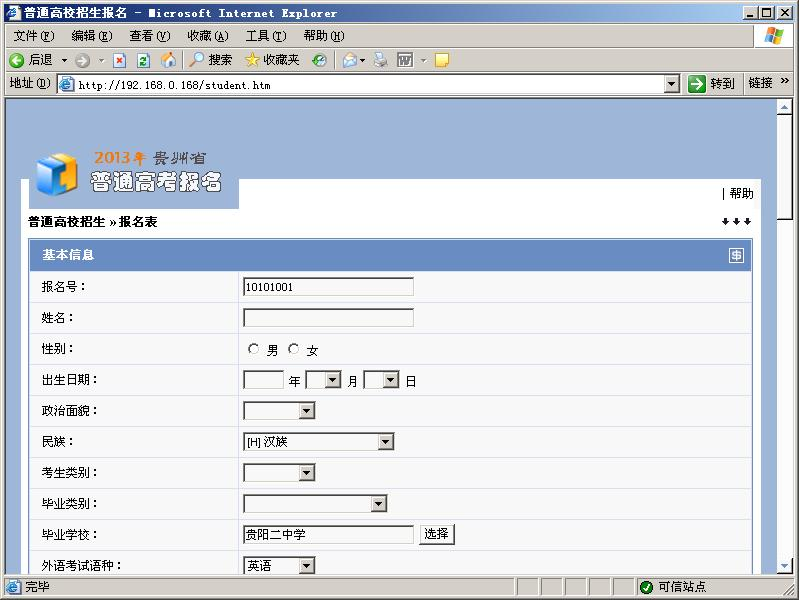 普通高校招生报名 - Microsoft Internet Explorer
文件(F) 编辑(E) 查看(V) 收藏(A) 工具(T) 帮助(H)
后退 搜索 收藏夹
地址(D) http://192.168.0.168/student.htm 转到 链接 »
2013年 贵州省
普通高考报名
| 帮助
普通高校招生 » 报名表
基本信息
报名号： 10101001
姓名：
性别： 男 女
出生日期： 年 月 日
政治面貌：
民族： [H] 汉族
考生类别：
毕业类别：
毕业学校： 贵阳二中学 选择
外语考试语种： 英语
完毕 可信站点